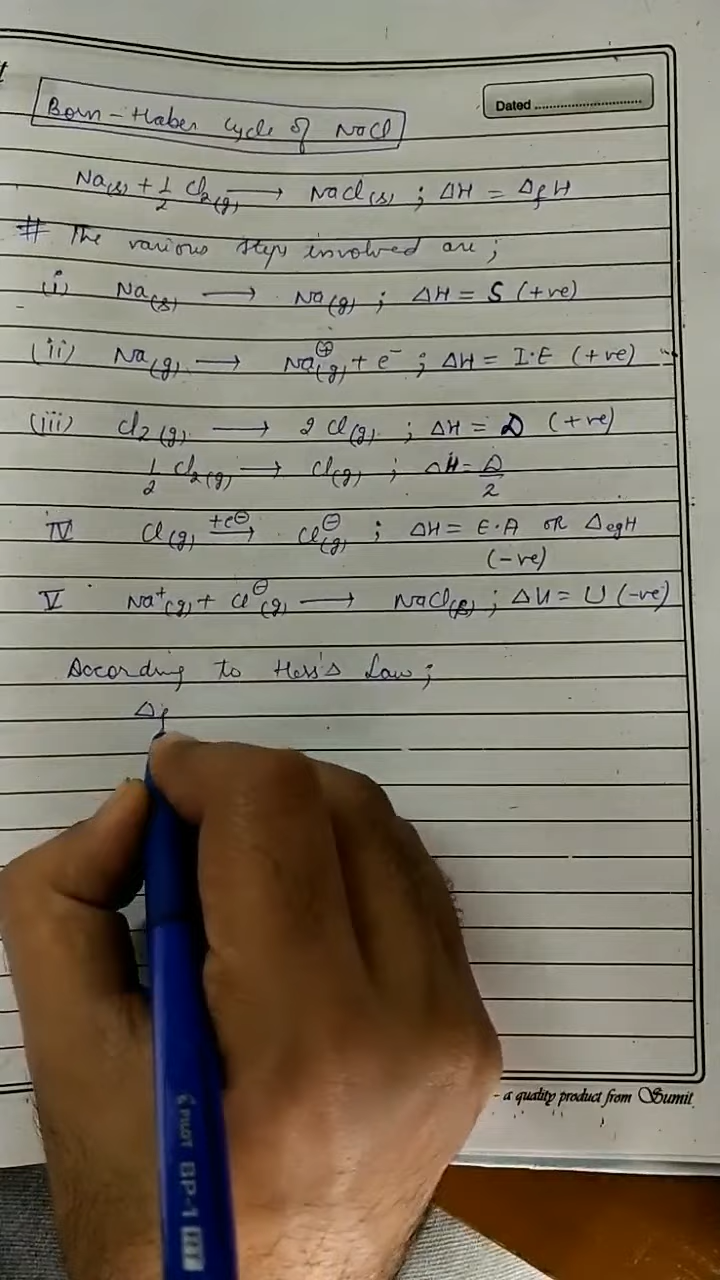 Born-Haber Cycle of NaCl
Dated
Na(s) + 1/2 Cl2(g) ⟶ NaCl(s) ; ΔH = ΔfH
# The various steps involved are;
(i) Na(s) ⟶ Na(g) ; ΔH = S (+ve)
(ii) Na(g) ⟶ Na⊕(g) + e⁻ ; ΔH = I.E (+ve)
(iii) Cl2(g) ⟶ 2 Cl(g) ; ΔH = D (+ve)
1/2 Cl2(g) ⟶ Cl(g) ; ΔH = D/2
IV Cl(g) +e⊖⟶ Cl⊖(g) ; ΔH = E.A OR ΔegH
(-ve)
V Na⁺(g) + Cl⊖(g) ⟶ NaCl(s) ; ΔH = U (-ve)
According to Hess's Law;
Δf
- a quality product from Sumit
PILOT BP-1 RT